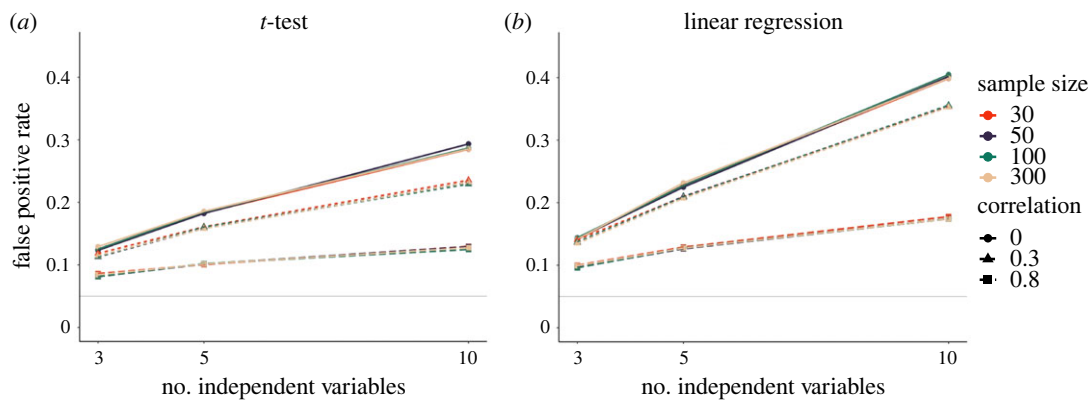 (a) t-test
(b) linear regression
false positive rate
0.4
0.3
0.2
0.1
0
3 5 10
no. independent variables
0.4
0.3
0.2
0.1
0
3 5 10
no. independent variables
sample size
30
50
100
300
correlation
0
0.3
0.8